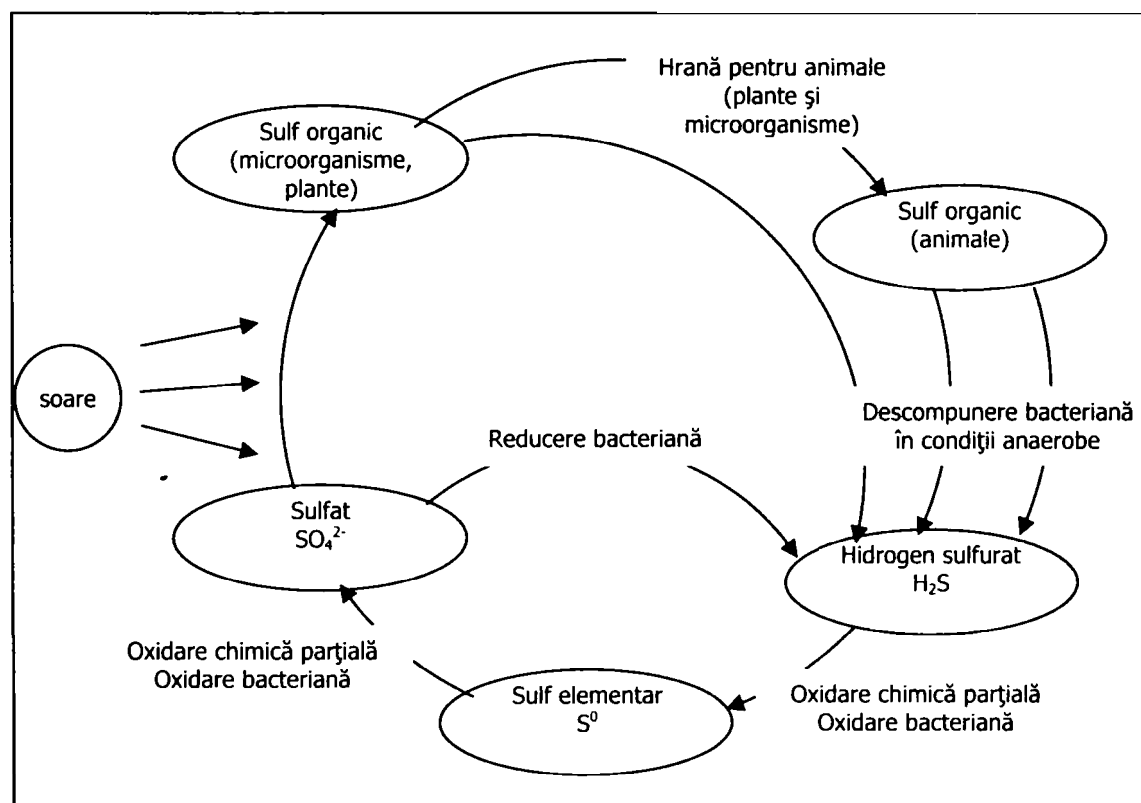 Hrană pentru animale
(plante şi
microorganisme)
Sulf organic
(microorganisme,
plante)
Sulf organic
(animale)
soare
Descompunere bacteriană
în condiţii anaerobe
Reducere bacteriană
Sulfat
SO₄²⁻
Hidrogen sulfurat
H₂S
Oxidare chimică parţială
Oxidare bacteriană
Sulf elementar
S⁰
Oxidare chimică parţială
Oxidare bacteriană